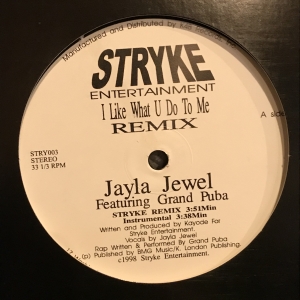 Manufactured and Distributed by
STRYKE
ENTERTAINMENT
I Like What U Do To Me
REMIX
A side
STRY003
STEREO
33 1/3 RPM
Jayla Jewel
Featuring Grand Puba
STRYKE REMIX 3:51Min
Instrumental 3:38Min
Written and Produced by Kayode For
Stryke Entertainment.
Vocals by Jayla Jewel
Rap Written & Performed By Grand Puba
(p) Published by BMG Music/K. London Publishing.
c1998 Stryke Entertainment.